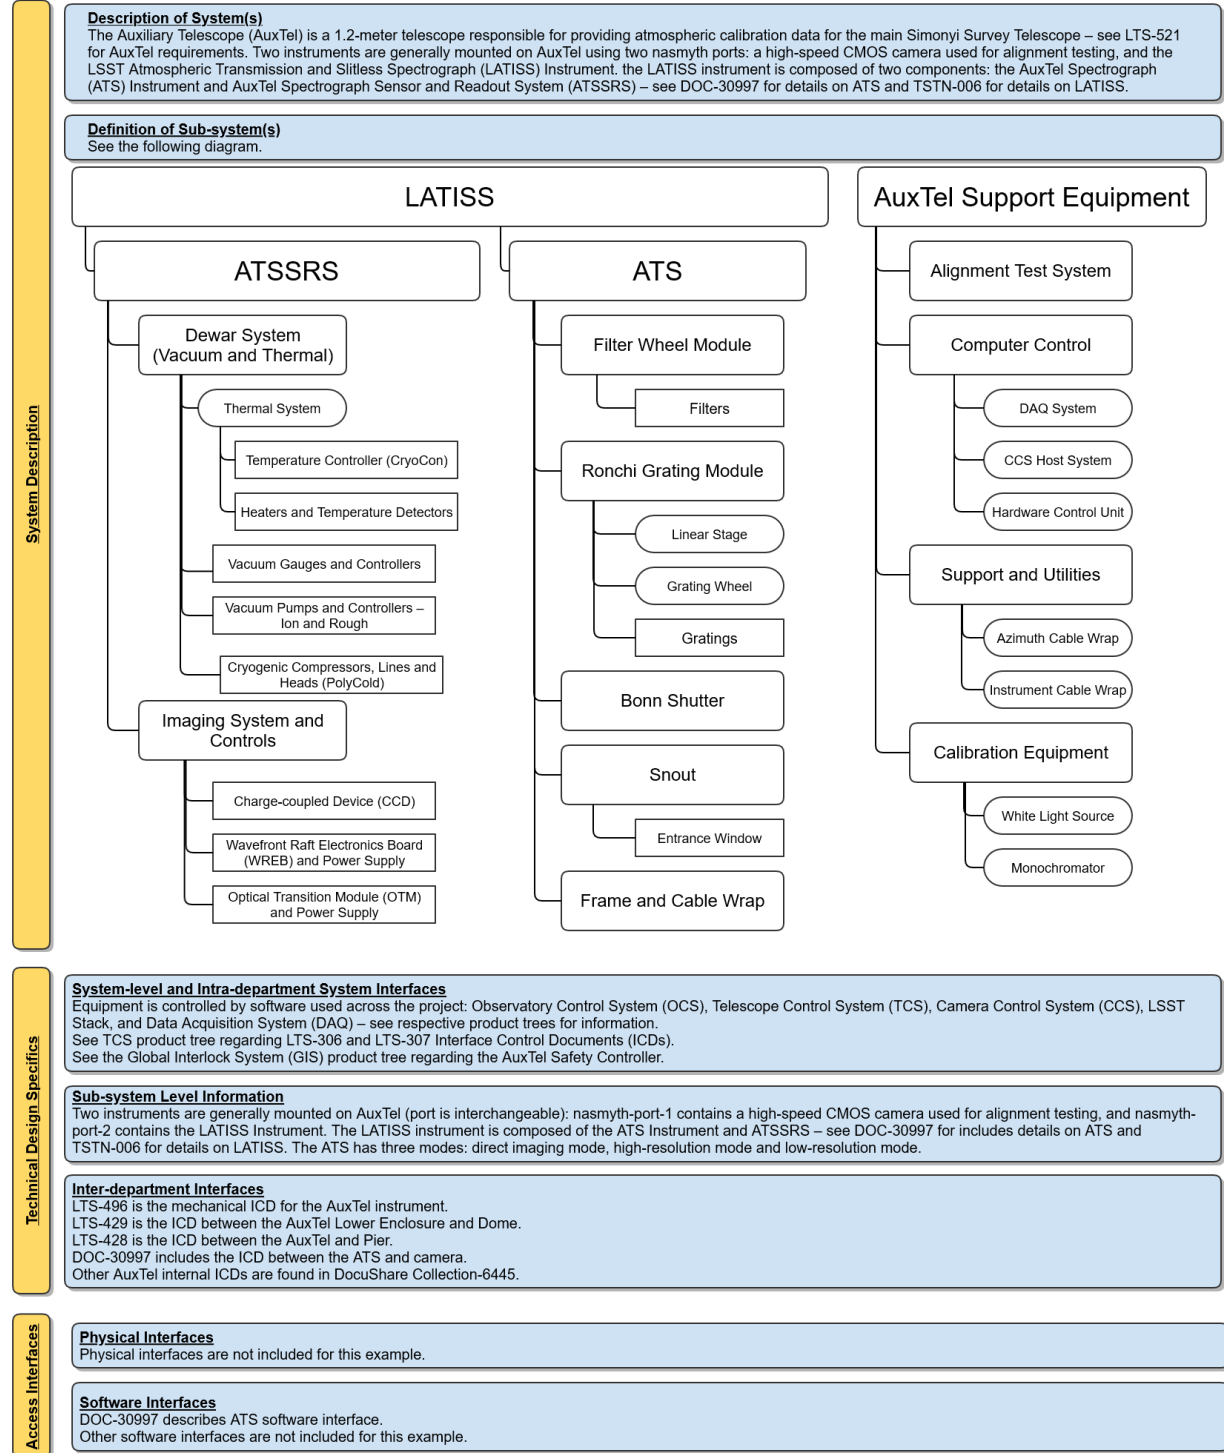 System Description
Description of System(s)
The Auxiliary Telescope (AuxTel) is a 1.2-meter telescope responsible for providing atmospheric calibration data for the main Simonyi Survey Telescope – see LTS-521
for AuxTel requirements. Two instruments are generally mounted on AuxTel using two nasmyth ports: a high-speed CMOS camera used for alignment testing, and the
LSST Atmospheric Transmission and Slitless Spectrograph (LATISS) Instrument. the LATISS instrument is composed of two components: the AuxTel Spectrograph
(ATS) Instrument and AuxTel Spectrograph Sensor and Readout System (ATSSRS) – see DOC-30997 for details on ATS and TSTN-006 for details on LATISS.
Definition of Sub-system(s)
See the following diagram.
LATISS
ATSSRS
Dewar System
(Vacuum and Thermal)
Thermal System
Temperature Controller (CryoCon)
Heaters and Temperature Detectors
Vacuum Gauges and Controllers
Vacuum Pumps and Controllers –
Ion and Rough
Cryogenic Compressors, Lines and
Heads (PolyCold)
Imaging System and
Controls
Charge-coupled Device (CCD)
Wavefront Raft Electronics Board
(WREB) and Power Supply
Optical Transition Module (OTM)
and Power Supply
ATS
Filter Wheel Module
Filters
Ronchi Grating Module
Linear Stage
Grating Wheel
Gratings
Bonn Shutter
Snout
Entrance Window
Frame and Cable Wrap
AuxTel Support Equipment
Alignment Test System
Computer Control
DAQ System
CCS Host System
Hardware Control Unit
Support and Utilities
Azimuth Cable Wrap
Instrument Cable Wrap
Calibration Equipment
White Light Source
Monochromator
Technical Design Specifics
System-level and Intra-department System Interfaces
Equipment is controlled by software used across the project: Observatory Control System (OCS), Telescope Control System (TCS), Camera Control System (CCS), LSST
Stack, and Data Acquisition System (DAQ) – see respective product trees for information.
See TCS product tree regarding LTS-306 and LTS-307 Interface Control Documents (ICDs).
See the Global Interlock System (GIS) product tree regarding the AuxTel Safety Controller.
Sub-system Level Information
Two instruments are generally mounted on AuxTel (port is interchangeable): nasmyth-port-1 contains a high-speed CMOS camera used for alignment testing, and nasmyth-
port-2 contains the LATISS Instrument. The LATISS instrument is composed of the ATS Instrument and ATSSRS – see DOC-30997 for includes details on ATS and
TSTN-006 for details on LATISS. The ATS has three modes: direct imaging mode, high-resolution mode and low-resolution mode.
Inter-department Interfaces
LTS-496 is the mechanical ICD for the AuxTel instrument.
LTS-429 is the ICD between the AuxTel Lower Enclosure and Dome.
LTS-428 is the ICD between the AuxTel and Pier.
DOC-30997 includes the ICD between the ATS and camera.
Other AuxTel internal ICDs are found in DocuShare Collection-6445.
Access Interfaces
Physical Interfaces
Physical interfaces are not included for this example.
Software Interfaces
DOC-30997 describes ATS software interface.
Other software interfaces are not included for this example.